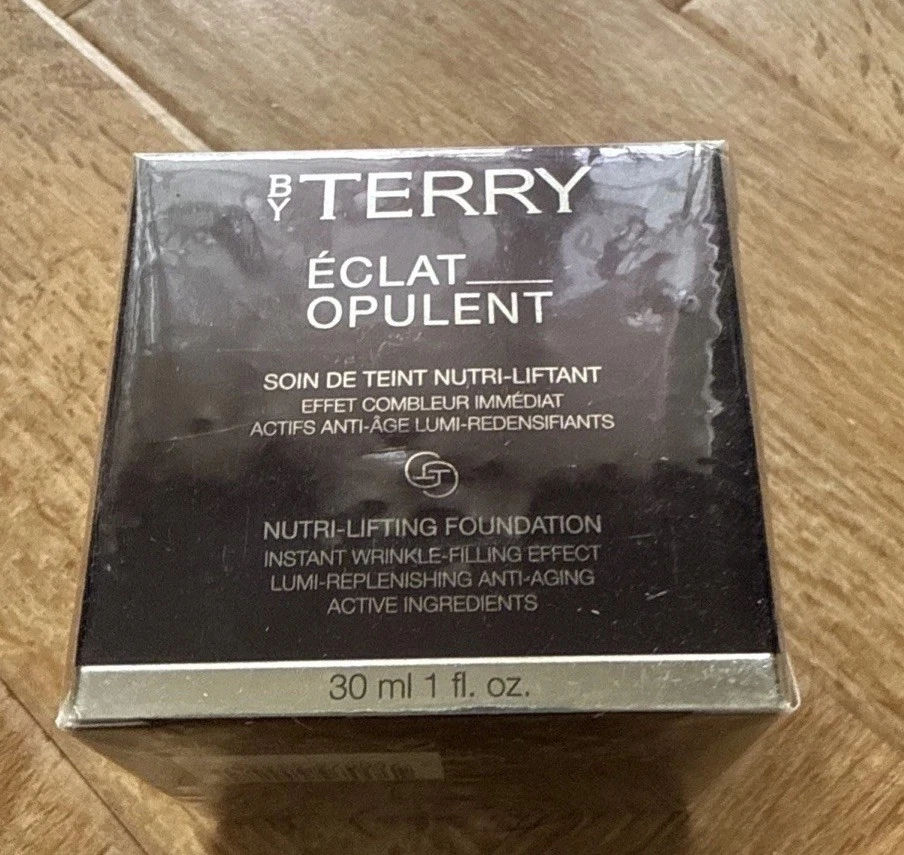 BY TERRY
ÉCLAT
OPULENT
SOIN DE TEINT NUTRI-LIFTANT
EFFET COMBLEUR IMMÉDIAT
ACTIFS ANTI-ÂGE LUMI-REDENSIFIANTS
NUTRI-LIFTING FOUNDATION
INSTANT WRINKLE-FILLING EFFECT
LUMI-REPLENISHING ANTI-AGING
ACTIVE INGREDIENTS
30 ml 1 fl. oz.